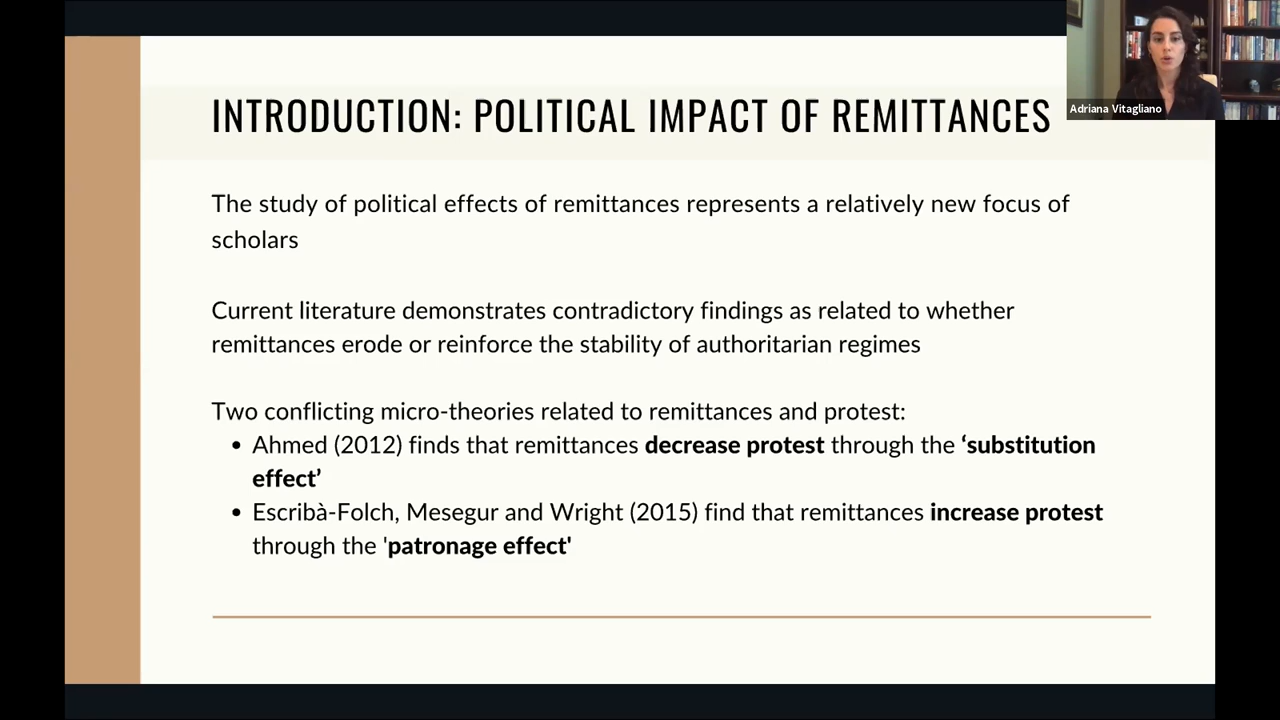 INTRODUCTION: POLITICAL IMPACT OF REMITTANCES
Adriana Vitagliano
The study of political effects of remittances represents a relatively new focus of
scholars
Current literature demonstrates contradictory findings as related to whether
remittances erode or reinforce the stability of authoritarian regimes
Two conflicting micro-theories related to remittances and protest:
• Ahmed (2012) finds that remittances decrease protest through the ‘substitution
effect’
• Escribà-Folch, Mesegur and Wright (2015) find that remittances increase protest
through the 'patronage effect'